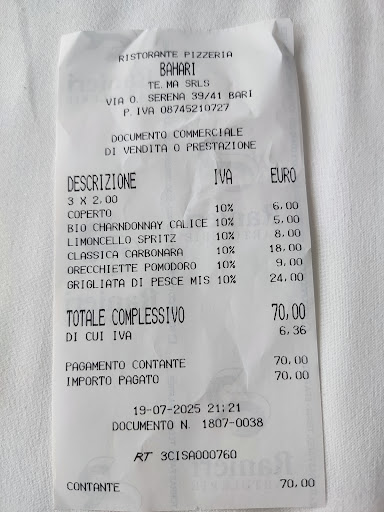 RISTORANTE PIZZERIA
BAHARI
TE.MA SRLS
VIA O. SERENA 39/41 BARI
P.IVA 08745210727
DOCUMENTO COMMERCIALE
DI VENDITA O PRESTAZIONE
DESCRIZIONE IVA EURO
3 X 2,00
COPERTO 10% 6,00
BIO CHARNDONNAY CALICE 10% 5,00
LIMONCELLO SPRITZ 10% 8,00
CLASSICA CARBONARA 10% 18,00
ORECCHIETTE POMODORO 10% 9,00
GRIGLIATA DI PESCE MIS 10% 24,00
TOTALE COMPLESSIVO 70,00
DI CUI IVA 6,36
PAGAMENTO CONTANTE 70,00
IMPORTO PAGATO 70,00
19-07-2025 21:21
DOCUMENTO N. 1807-0038
RT 3CISA000760
CONTANTE 70,00